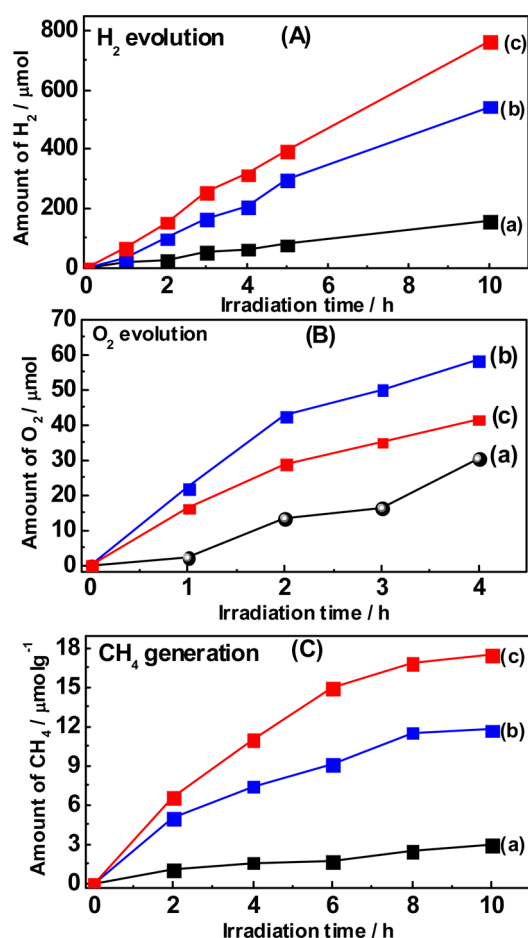 H₂ evolution (A)
Amount of H₂ / μmol
800
600
400
200
0
(c)
(b)
(a)
0 2 4 6 8 10
Irradiation time / h
O₂ evolution (B)
Amount of O₂ / μmol
70
60
50
40
30
20
10
0
(b)
(c)
(a)
0 1 2 3 4
Irradiation time / h
CH₄ generation (C)
Amount of CH₄ / μmolg⁻¹
18
15
12
9
6
3
0
(c)
(b)
(a)
0 2 4 6 8 10
Irradiation time / h